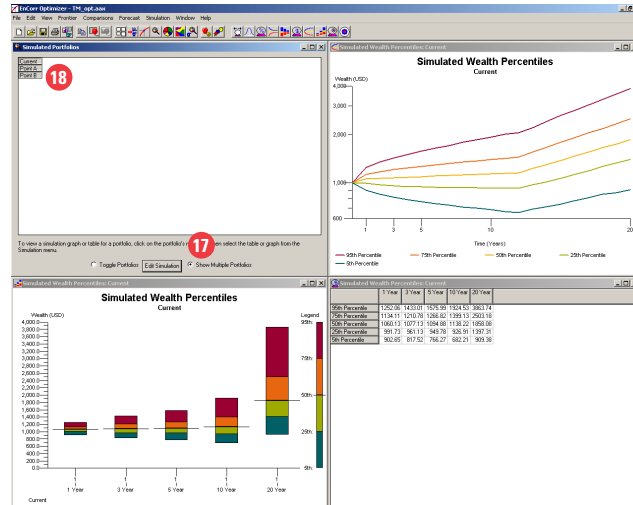 EnCorr Optimizer - TM_opt.aax
File Edit View Frontier Comparisons Forecast Simulation Window Help
Simulated Portfolios
Current
Point A
Point B
18
To view a simulation graph or table for a portfolio, click on the portfolio's
then select the table or graph from the
Simulation menu.
17
Toggle Portfolios Edit Simulation Show Multiple Portfolios
Simulated Wealth Percentiles: Current
Simulated Wealth Percentiles
Current
Wealth (USD)
4,000
3,000
2,000
1,000
600
1 3 5 10 20
Time (Years)
95th Percentile 75th Percentile 50th Percentile 25th Percentile
5th Percentile
Simulated Wealth Percentiles: Current
Simulated Wealth Percentiles
Current
Wealth (USD)
Legend
4,000.0
3,800.0
3,600.0
3,400.0
3,200.0
3,000.0
2,800.0
2,600.0
2,400.0
2,200.0
2,000.0
1,800.0
1,600.0
1,400.0
1,200.0
1,000.0
800.0
600.0
400.0
200.0
0.0
95th
75th
50th
25th
5th
1 1 1 1 1
1 Year 3 Year 5 Year 10 Year 20 Year
Current
Simulated Wealth Percentiles: Current
1 Year 3 Year 5 Year 10 Year 20 Year
95th Percentile 1252.06 1433.01 1575.99 1924.53 3863.74
75th Percentile 1134.11 1210.78 1266.82 1399.13 2503.18
50th Percentile 1060.13 1077.13 1094.88 1138.22 1858.08
25th Percentile 991.73 961.13 949.78 926.91 1397.31
5th Percentile 902.65 817.52 766.27 682.21 909.38